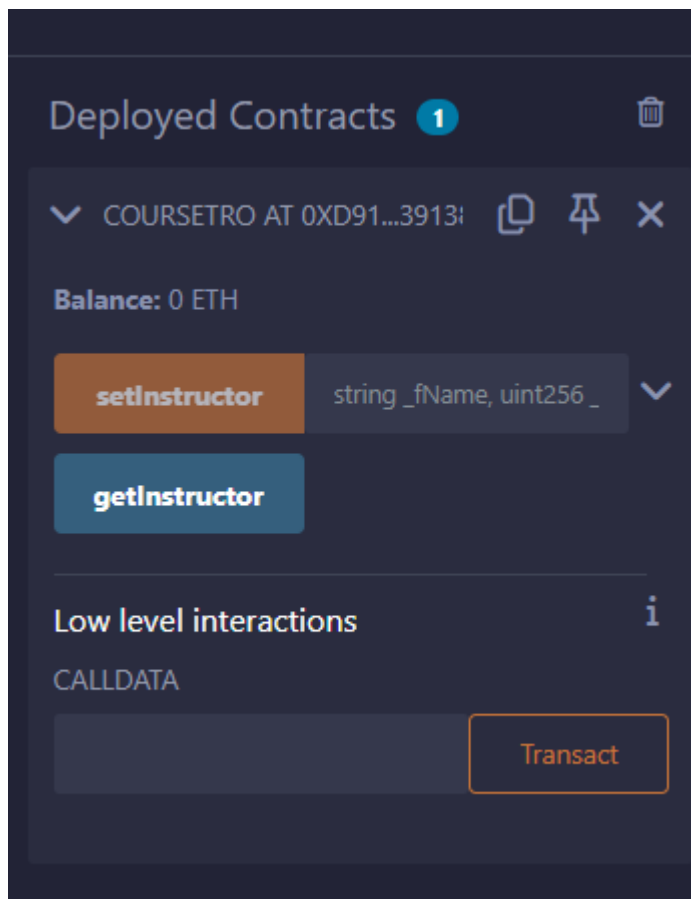 Deployed Contracts 1
COURSETRO AT 0XD91...3913
Balance: 0 ETH
setInstructor string _fName, uint256 _
getInstructor
Low level interactions i
CALLDATA
Transact